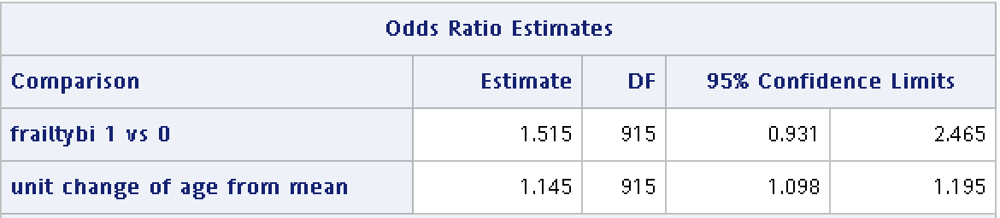 Odds Ratio Estimates
Comparison Estimate DF 95% Confidence Limits
frailtybi 1 vs 0 1.515 915 0.931 2.465
unit change of age from mean 1.145 915 1.098 1.195